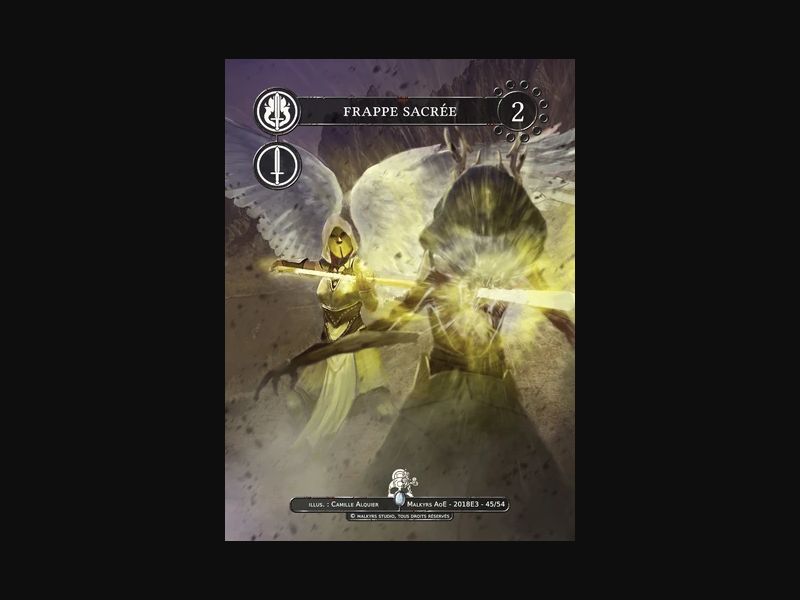 FRAPPE SACRÉE
2
ILLUS. : CAMILLE ALQUIER
MALKYRS AOE - 2018E3 - 45/54
© MALKYRS STUDIO, TOUS DROITS RÉSERVÉS